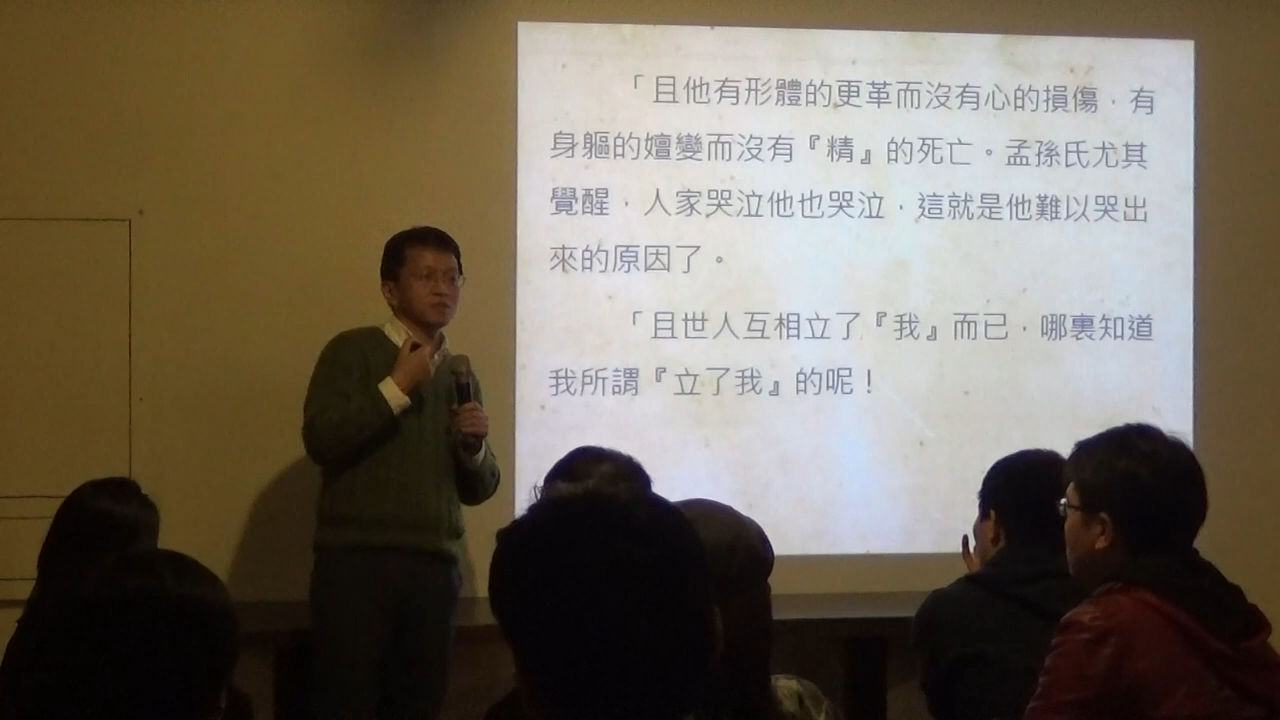 「且他有形體的更革而沒有心的損傷，有
身軀的嬗變而沒有『精』的死亡。孟孫氏尤其
覺醒，人家哭泣他也哭泣，這就是他難以哭出
來的原因了。
「且世人互相立了『我』而已，哪裏知道
我所謂『立了我』的呢！